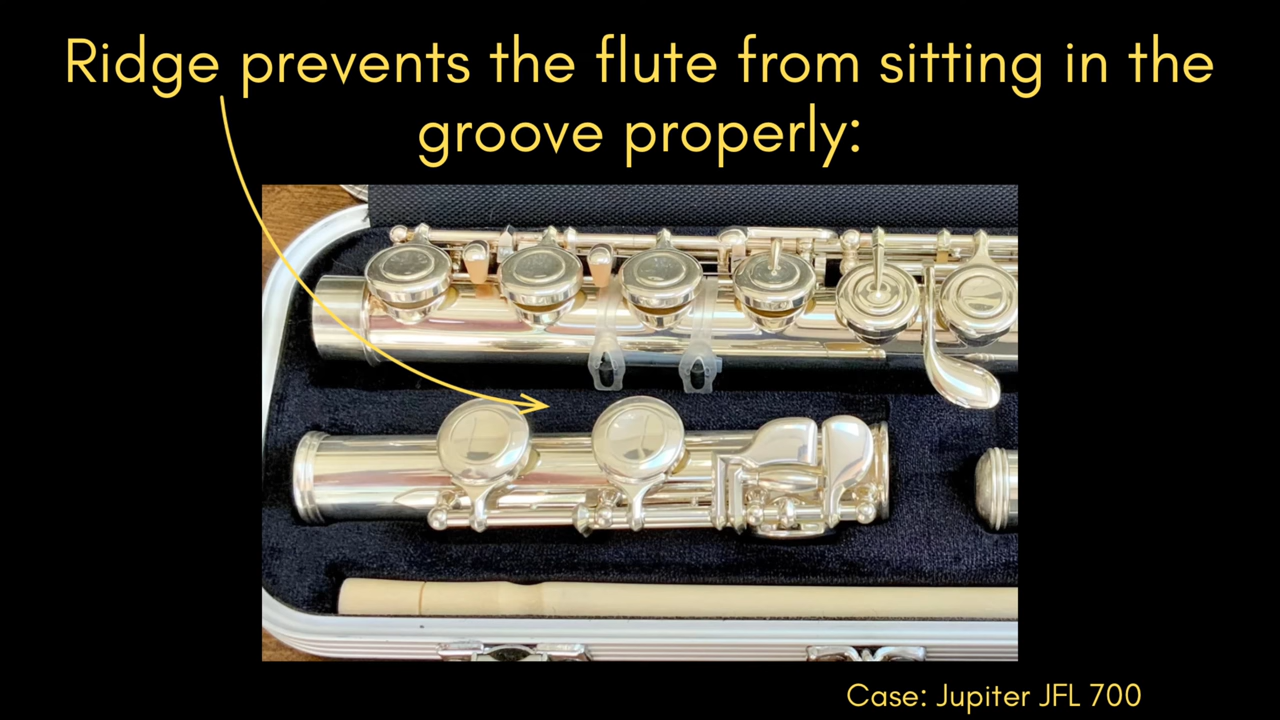 Ridge prevents the flute from sitting in the
groove properly:
Case: Jupiter JFL 700